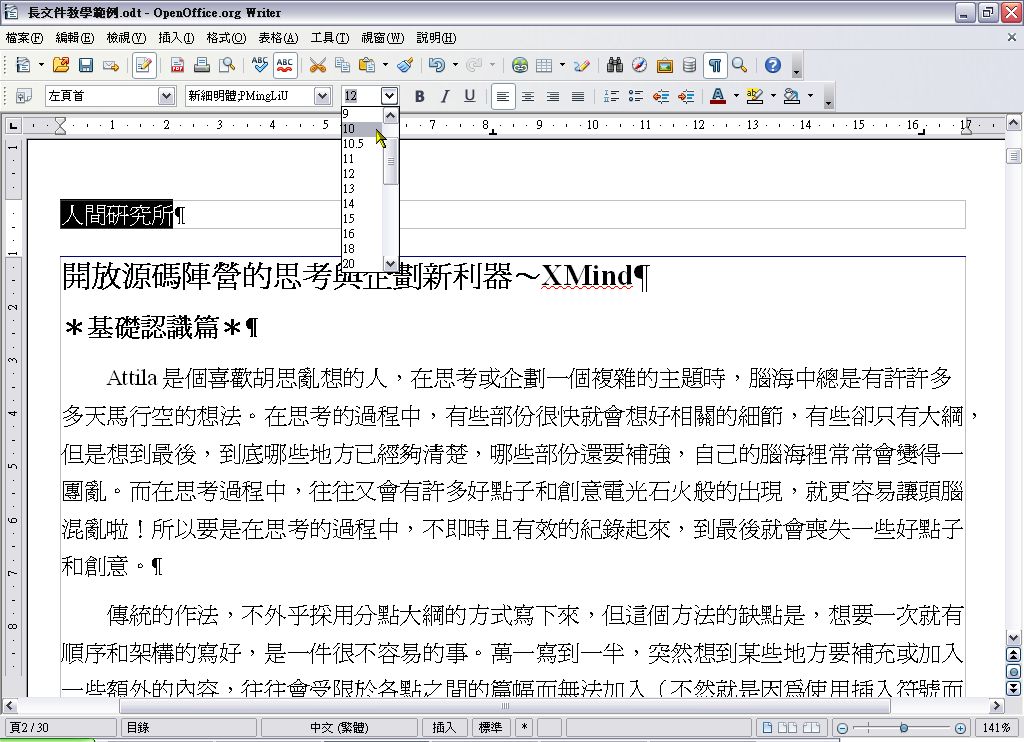 長文件教學範例.odt - OpenOffice.org Writer
檔案(F) 編輯(E) 檢視(V) 插入(I) 格式(O) 表格(A) 工具(T) 視窗(W) 說明(H)
左頁首 新細明體;PMingLiU 12 B I U
1 2 3 4 5 7 8 9 10 11 12 13 14 15 16 17
9
10
10.5
11
12
13
14
15
16
18
20
人間研究所¶
開放源碼陣營的思考與企劃新利器～XMind¶
＊基礎認識篇＊¶
Attila 是個喜歡胡思亂想的人，在思考或企劃一個複雜的主題時，腦海中總是有許許多
多天馬行空的想法。在思考的過程中，有些部份很快就會想好相關的細節，有些卻只有大綱，
但是想到最後，到底哪些地方已經夠清楚，哪些部份還要補強，自己的腦海裡常常會變得一
團亂。而在思考過程中，往往又會有許多好點子和創意電光石火般的出現，就更容易讓頭腦
混亂啦！所以要是在思考的過程中，不即時且有效的紀錄起來，到最後就會喪失一些好點子
和創意。¶
傳統的作法，不外乎採用分點大綱的方式寫下來，但這個方法的缺點是，想要一次就有
順序和架構的寫好，是一件很不容易的事。萬一寫到一半，突然想到某些地方要補充或加入
一些額外的內容，往往會受限於各點之間的篇幅而無法加入（不然就是因為使用插入符號而
頁2 / 30 目錄 中文 (繁體) 插入 標準 * 141%